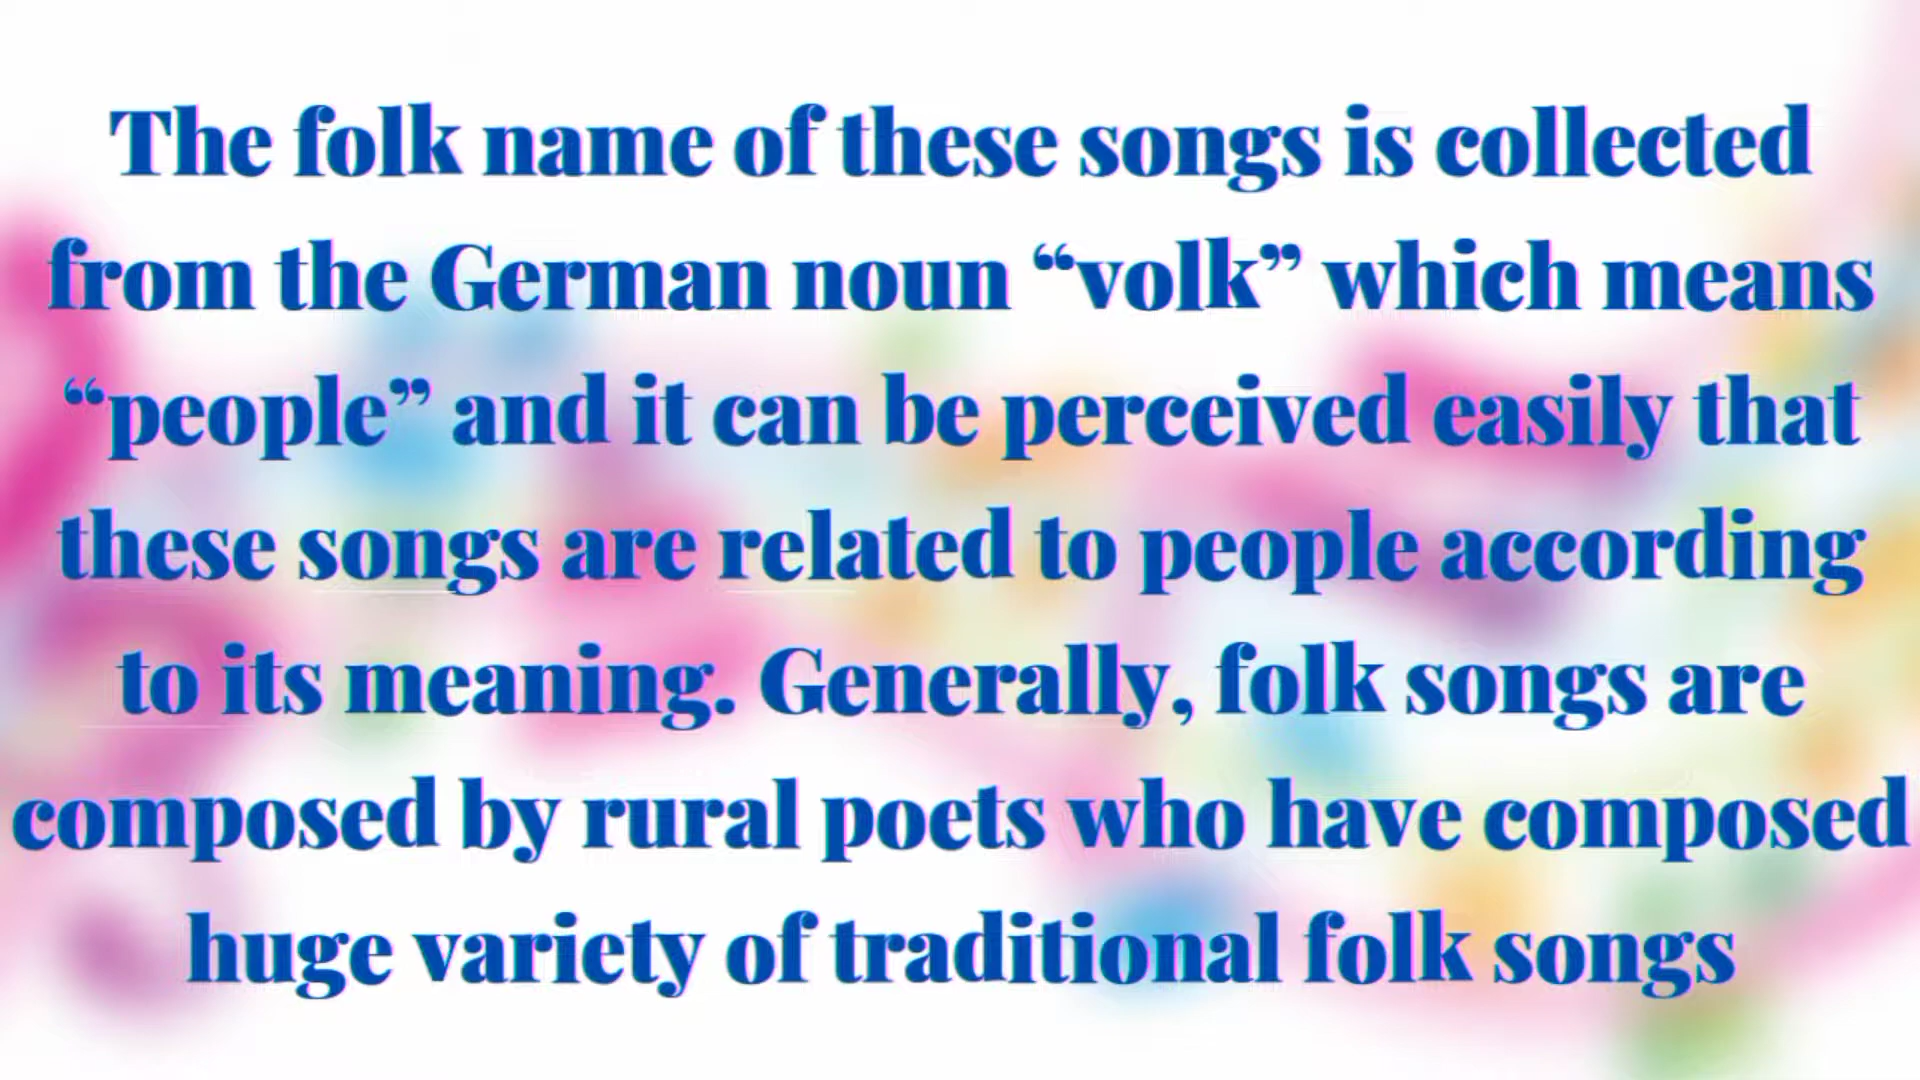 The folk name of these songs is collected
from the German noun “volk” which means
“people” and it can be perceived easily that
these songs are related to people according
to its meaning. Generally, folk songs are
composed by rural poets who have composed
huge variety of traditional folk songs